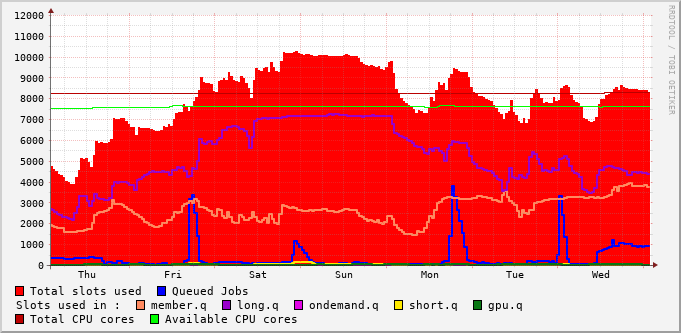 RRDTOOL / TOBI OETIKER
12000
11000
10000
9000
8000
7000
6000
5000
4000
3000
2000
1000
0
Thu Fri Sat Sun Mon Tue Wed
Total slots used Queued Jobs
Slots used in : member.q long.q ondemand.q short.q gpu.q
Total CPU cores Available CPU cores